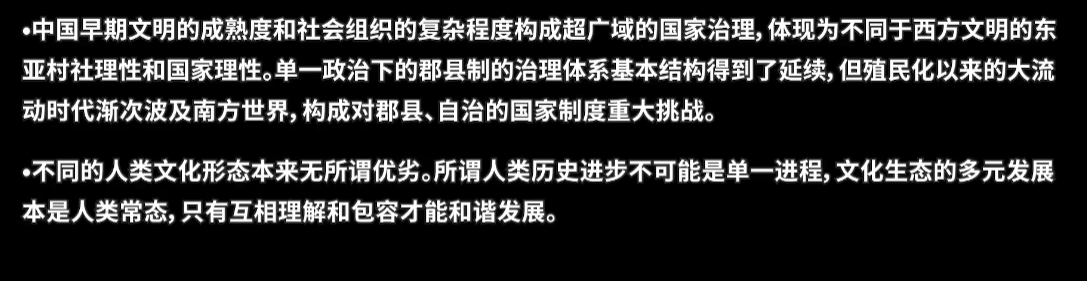 •中国早期文明的成熟度和社会组织的复杂程度构成超广域的国家治理，体现为不同于西方文明的东
亚村社理性和国家理性。单一政治下的郡县制的治理体系基本结构得到了延续，但殖民化以来的大流
动时代渐次波及南方世界，构成对郡县、自治的国家制度重大挑战。
•不同的人类文化形态本来无所谓优劣。所谓人类历史进步不可能是单一进程，文化生态的多元发展
本是人类常态，只有互相理解和包容才能和谐发展。